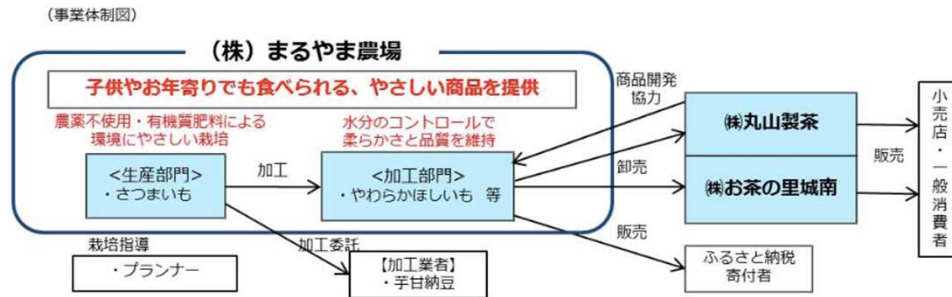 （事業体制図）
（株）まるやま農場
子供やお年寄りでも食べられる、やさしい商品を提供
農薬不使用・有機質肥料による
環境にやさしい栽培
水分のコントロールで
柔らかさと品質を維持
<生産部門>
・さつまいも
加工
<加工部門>
・やわらかほしいも 等
商品開発
協力
卸売
販売
㈱丸山製茶
㈱お茶の里城南
販売
小売店・一般消費者
栽培指導
・プランナー
加工委託
【加工業者】
・芋甘納豆
ふるさと納税
寄付者